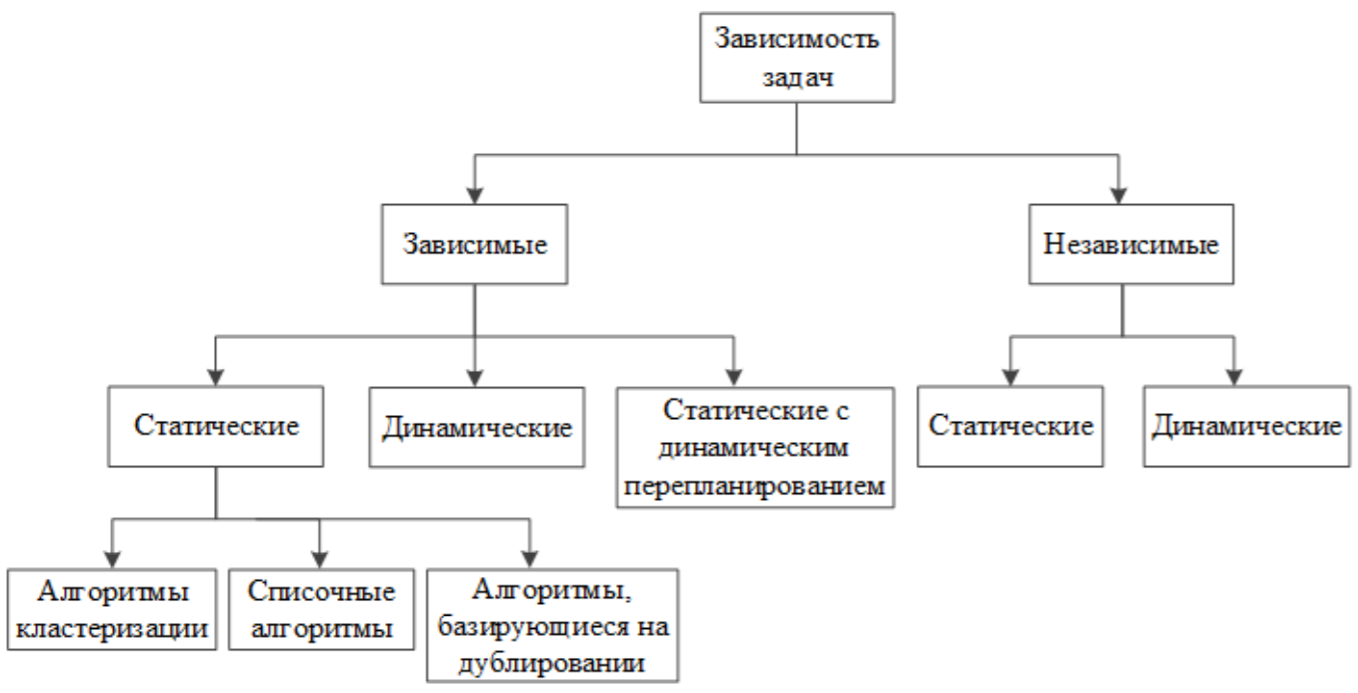 Зависимость
задач
Зависимые
Независимые
Статические
Динамические
Статические с
динамическим
перепланированием
Статические
Динамические
Алгоритмы
кластеризации
Списочные
алгоритмы
Алгоритмы,
базирующиеся на
дублировании